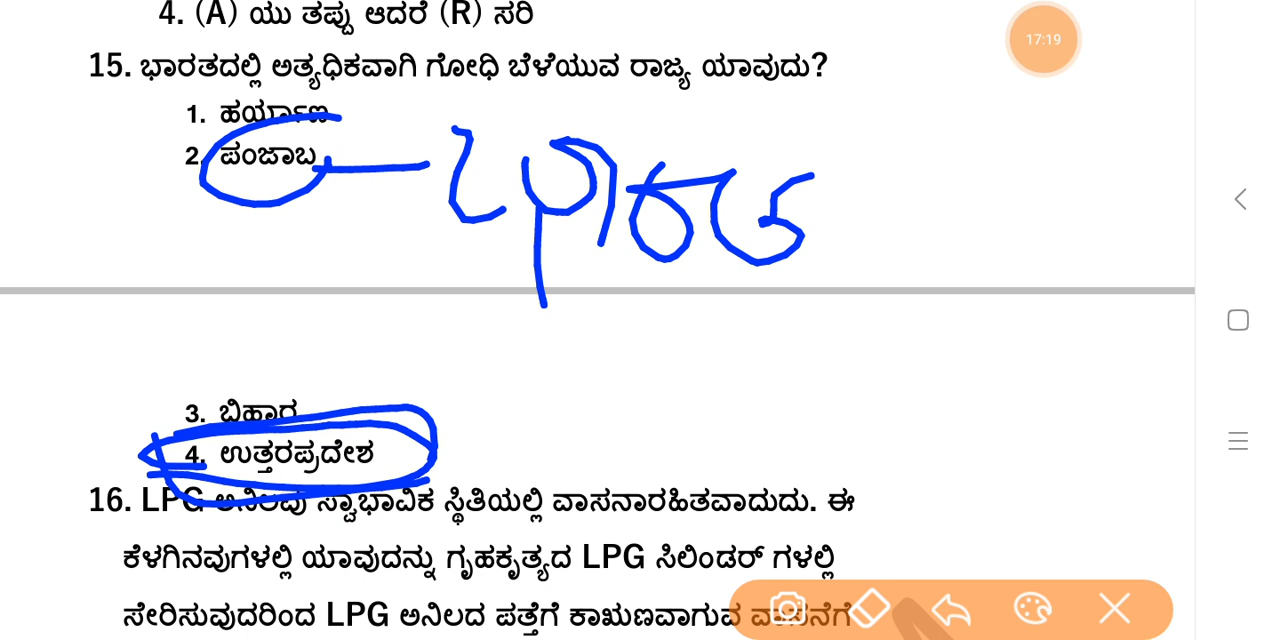 4. (A) ಯು ತಪ್ಪು ಆದರೆ (R) ಸರಿ
17:19
15. ಭಾರತದಲ್ಲಿ ಅತ್ಯಧಿಕವಾಗಿ ಗೋಧಿ ಬೆಳೆಯುವ ರಾಜ್ಯ ಯಾವುದು?
1. ಹರ್ಯಾಣ
2. ಪಂಜಾಬ
3. ಬಿಹಾರ
4. ಉತ್ತರಪ್ರದೇಶ
16. LPG ಅನಿಲವು ಸ್ವಾಭಾವಿಕ ಸ್ಥಿತಿಯಲ್ಲಿ ವಾಸನಾರಹಿತವಾದುದು. ಈ
ಕೆಳಗಿನವುಗಳಲ್ಲಿ ಯಾವುದನ್ನು ಗೃಹಕೃತ್ಯದ LPG ಸಿಲಿಂಡರ್ ಗಳಲ್ಲಿ
ಸೇರಿಸುವುದರಿಂದ LPG ಅನಿಲದ ಪತ್ತೆಗೆ ಕಾಋಣವಾಗುವ ವಾಸನೆಗೆ